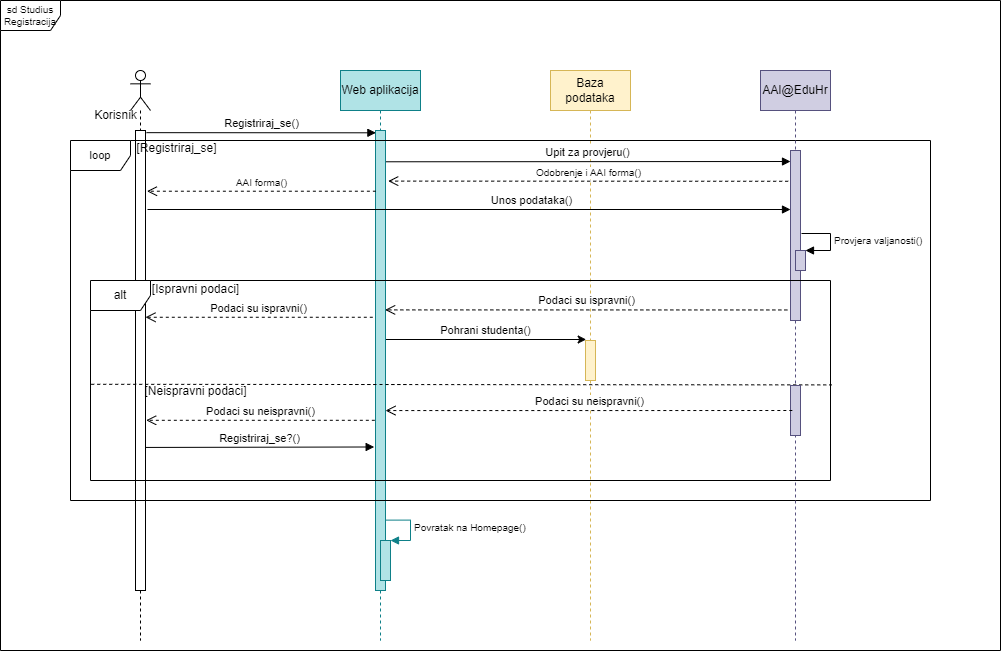 sd Studius
Registracija
Korisnik
Web aplikacija
Baza
podataka
AAI@EduHr
Registriraj_se()
loop
[Registriraj_se]
Upit za provjeru()
Odobrenje i AAI forma()
AAI forma()
Unos podataka()
Provjera valjanosti()
alt
[Ispravni podaci]
Podaci su ispravni()
Podaci su ispravni()
Pohrani studenta()
[Neispravni podaci]
Podaci su neispravni()
Podaci su neispravni()
Registriraj_se?()
Povratak na Homepage()